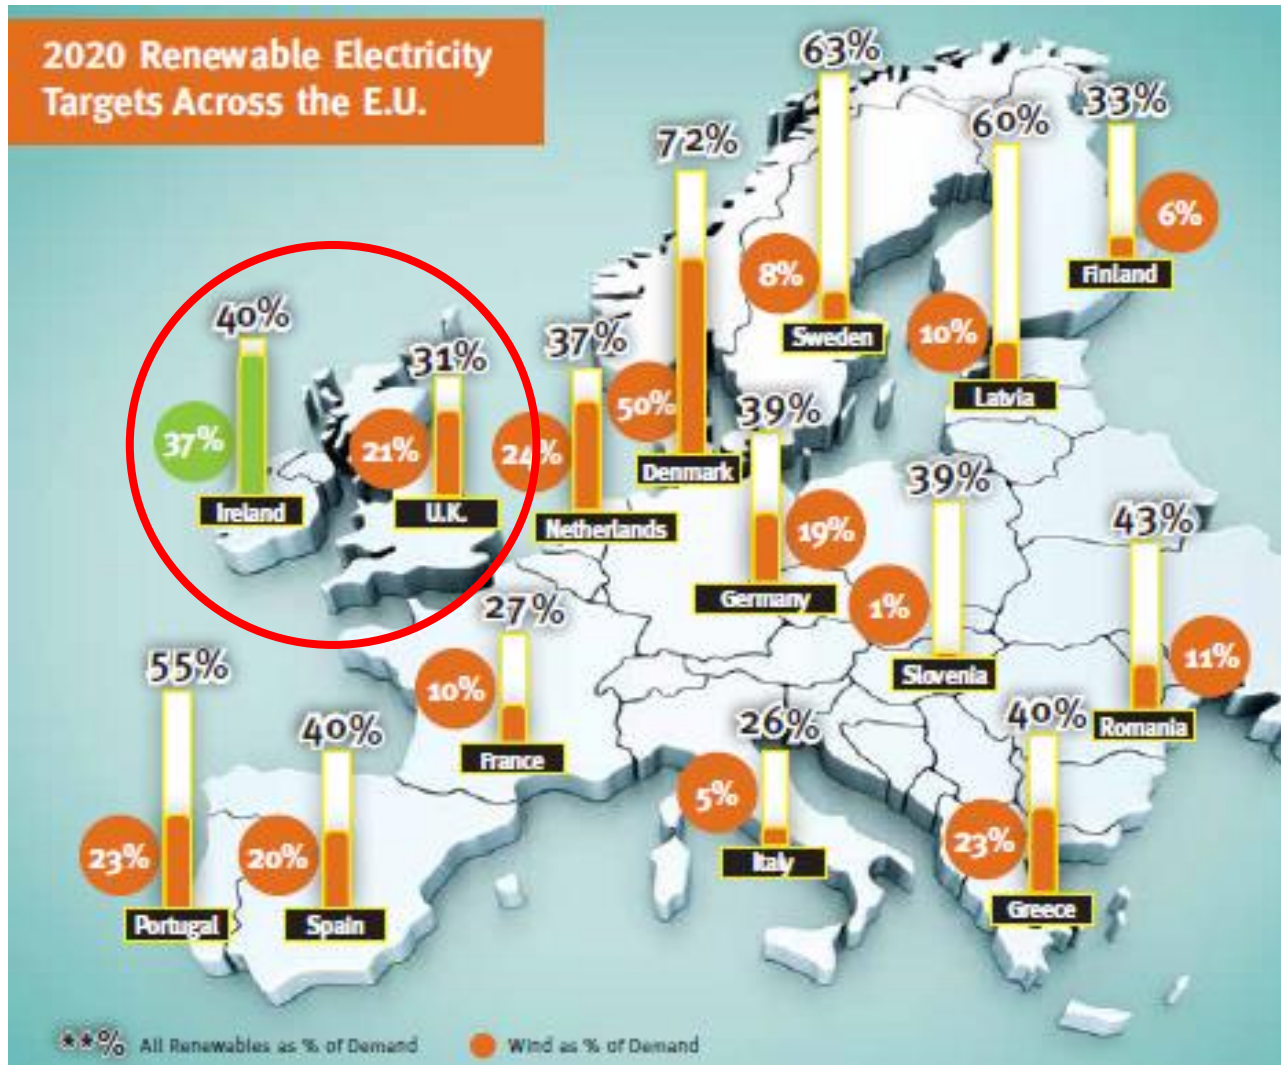 2020 Renewable Electricity
Targets Across the E.U.
63%
33%
60%
72%
6%
8%
Finland
40%
Sweden
10%
37%
31%
50%
39%
Latvia
37%
21%
24%
Denmark
39%
Ireland
U.K.
Netherlands
19%
43%
Germany
1%
27%
55%
10%
Slovenia
11%
40%
26%
40%
Romania
France
5%
23%
20%
23%
Italy
Portugal
Spain
Greece
**% All Renewables as % of Demand
Wind as % of Demand